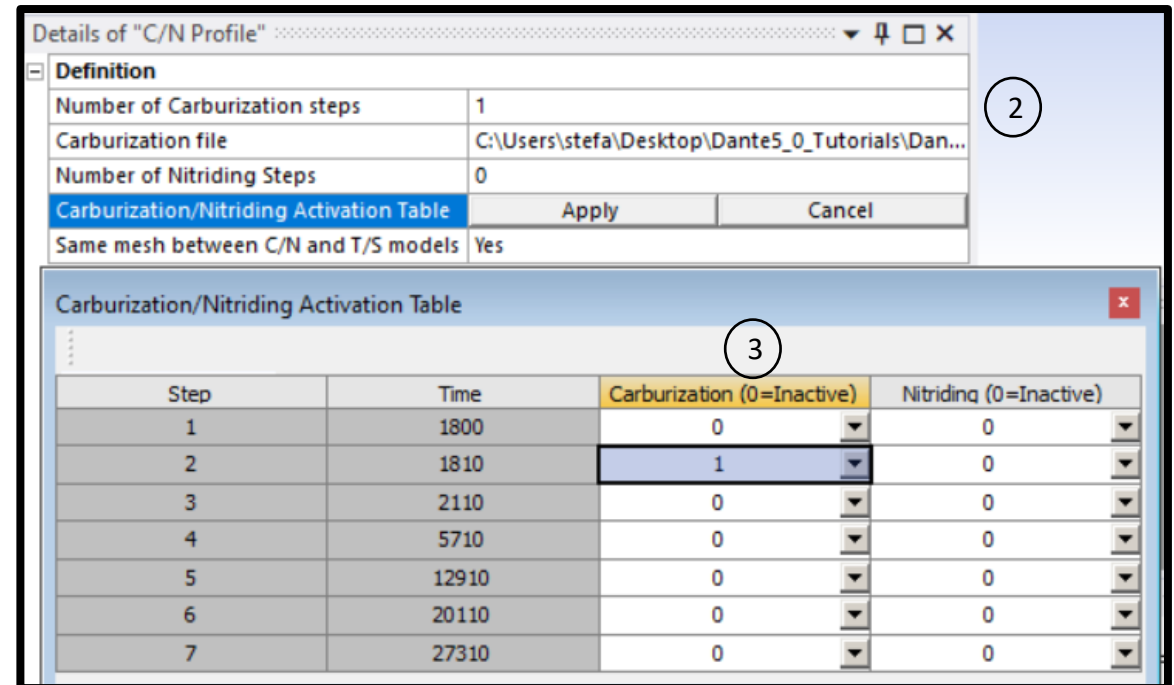 Details of "C/N Profile"
Definition
Number of Carburization steps 1
2
Carburization file C:\Users\stefa\Desktop\Dante5_0_Tutorials\Dan...
Number of Nitriding Steps 0
Carburization/Nitriding Activation Table Apply Cancel
Same mesh between C/N and T/S models Yes
Carburization/Nitriding Activation Table x
3
Step Time Carburization (0=Inactive) Nitriding (0=Inactive)
1 1800 0 0
2 1810 1 0
3 2110 0 0
4 5710 0 0
5 12910 0 0
6 20110 0 0
7 27310 0 0